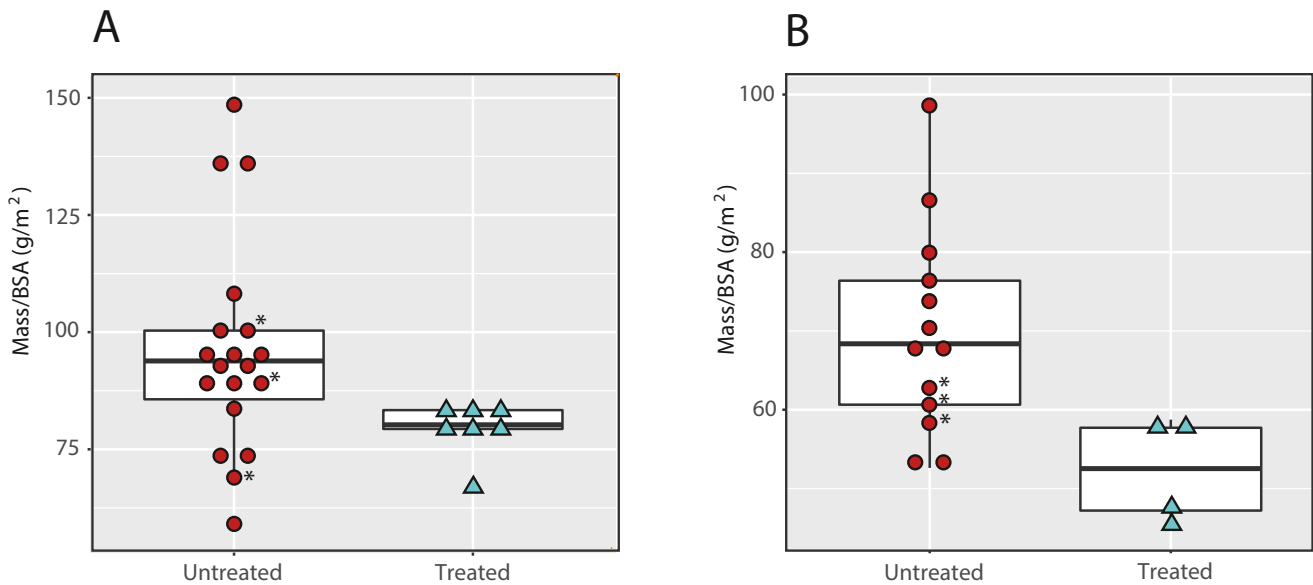 A
Mass/BSA (g/m²)
150
125
100
75
*
*
*
Untreated
Treated
B
Mass/BSA (g/m²)
100
80
60
*
*
*
Untreated
Treated